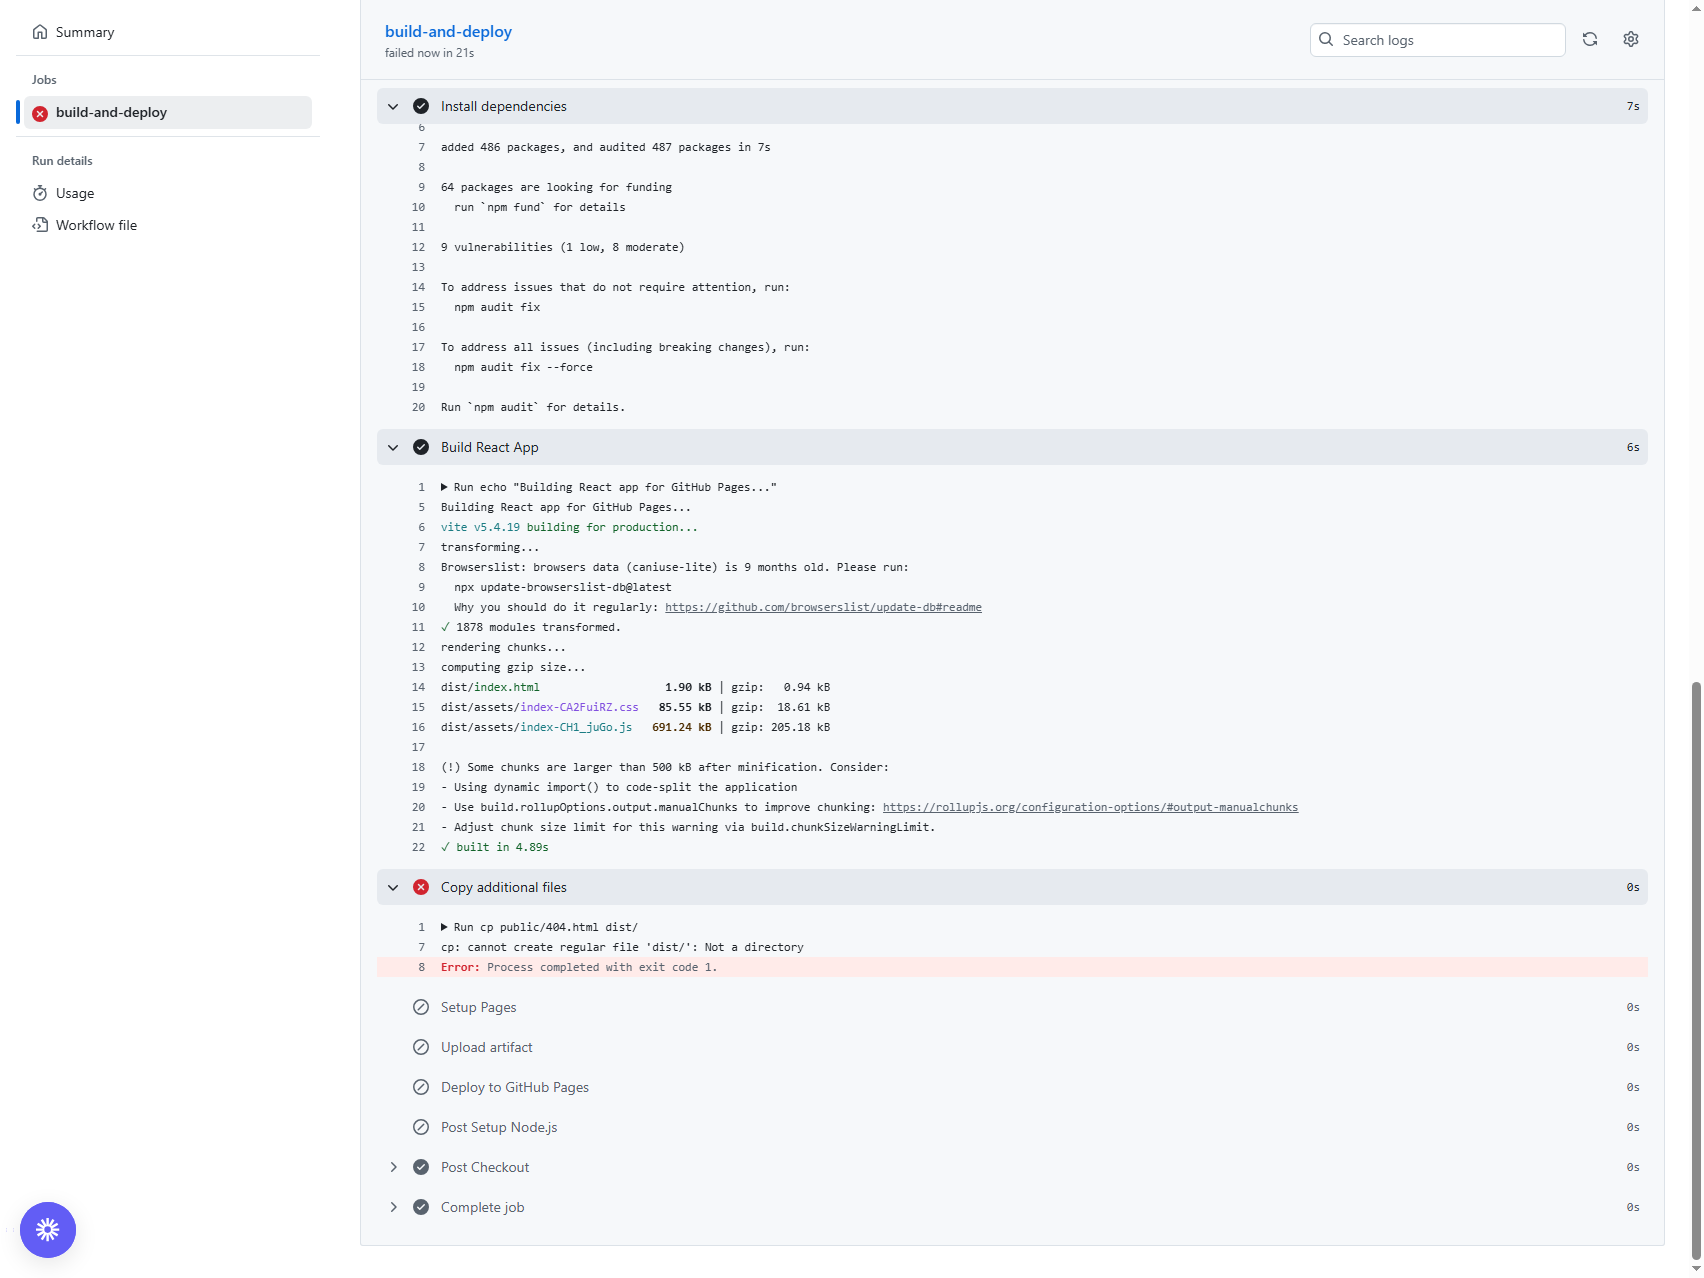 Summary
Jobs
build-and-deploy
Run details
Usage
Workflow file
build-and-deploy
failed now in 21s
Search logs
Install dependencies 7s
6
7 added 486 packages, and audited 487 packages in 7s
8
9 64 packages are looking for funding
10 run `npm fund` for details
11
12 9 vulnerabilities (1 low, 8 moderate)
13
14 To address issues that do not require attention, run:
15 npm audit fix
16
17 To address all issues (including breaking changes), run:
18 npm audit fix --force
19
20 Run `npm audit` for details.
Build React App 6s
1 Run echo "Building React app for GitHub Pages..."
5 Building React app for GitHub Pages...
6 vite v5.4.19 building for production...
7 transforming...
8 Browserslist: browsers data (caniuse-lite) is 9 months old. Please run:
9 npx update-browserslist-db@latest
10 Why you should do it regularly: https://github.com/browserslist/update-db#readme
11 ✓ 1878 modules transformed.
12 rendering chunks...
13 computing gzip size...
14 dist/index.html 1.90 kB │ gzip: 0.94 kB
15 dist/assets/index-CA2FuiRZ.css 85.55 kB │ gzip: 18.61 kB
16 dist/assets/index-CH1_juGo.js 691.24 kB │ gzip: 205.18 kB
17
18 (!) Some chunks are larger than 500 kB after minification. Consider:
19 - Using dynamic import() to code-split the application
20 - Use build.rollupOptions.output.manualChunks to improve chunking: https://rollupjs.org/configuration-options/#output-manualchunks
21 - Adjust chunk size limit for this warning via build.chunkSizeWarningLimit.
22 ✓ built in 4.89s
Copy additional files 0s
1 Run cp public/404.html dist/
7 cp: cannot create regular file 'dist/': Not a directory
8 Error: Process completed with exit code 1.
Setup Pages 0s
Upload artifact 0s
Deploy to GitHub Pages 0s
Post Setup Node.js 0s
Post Checkout 0s
Complete job 0s